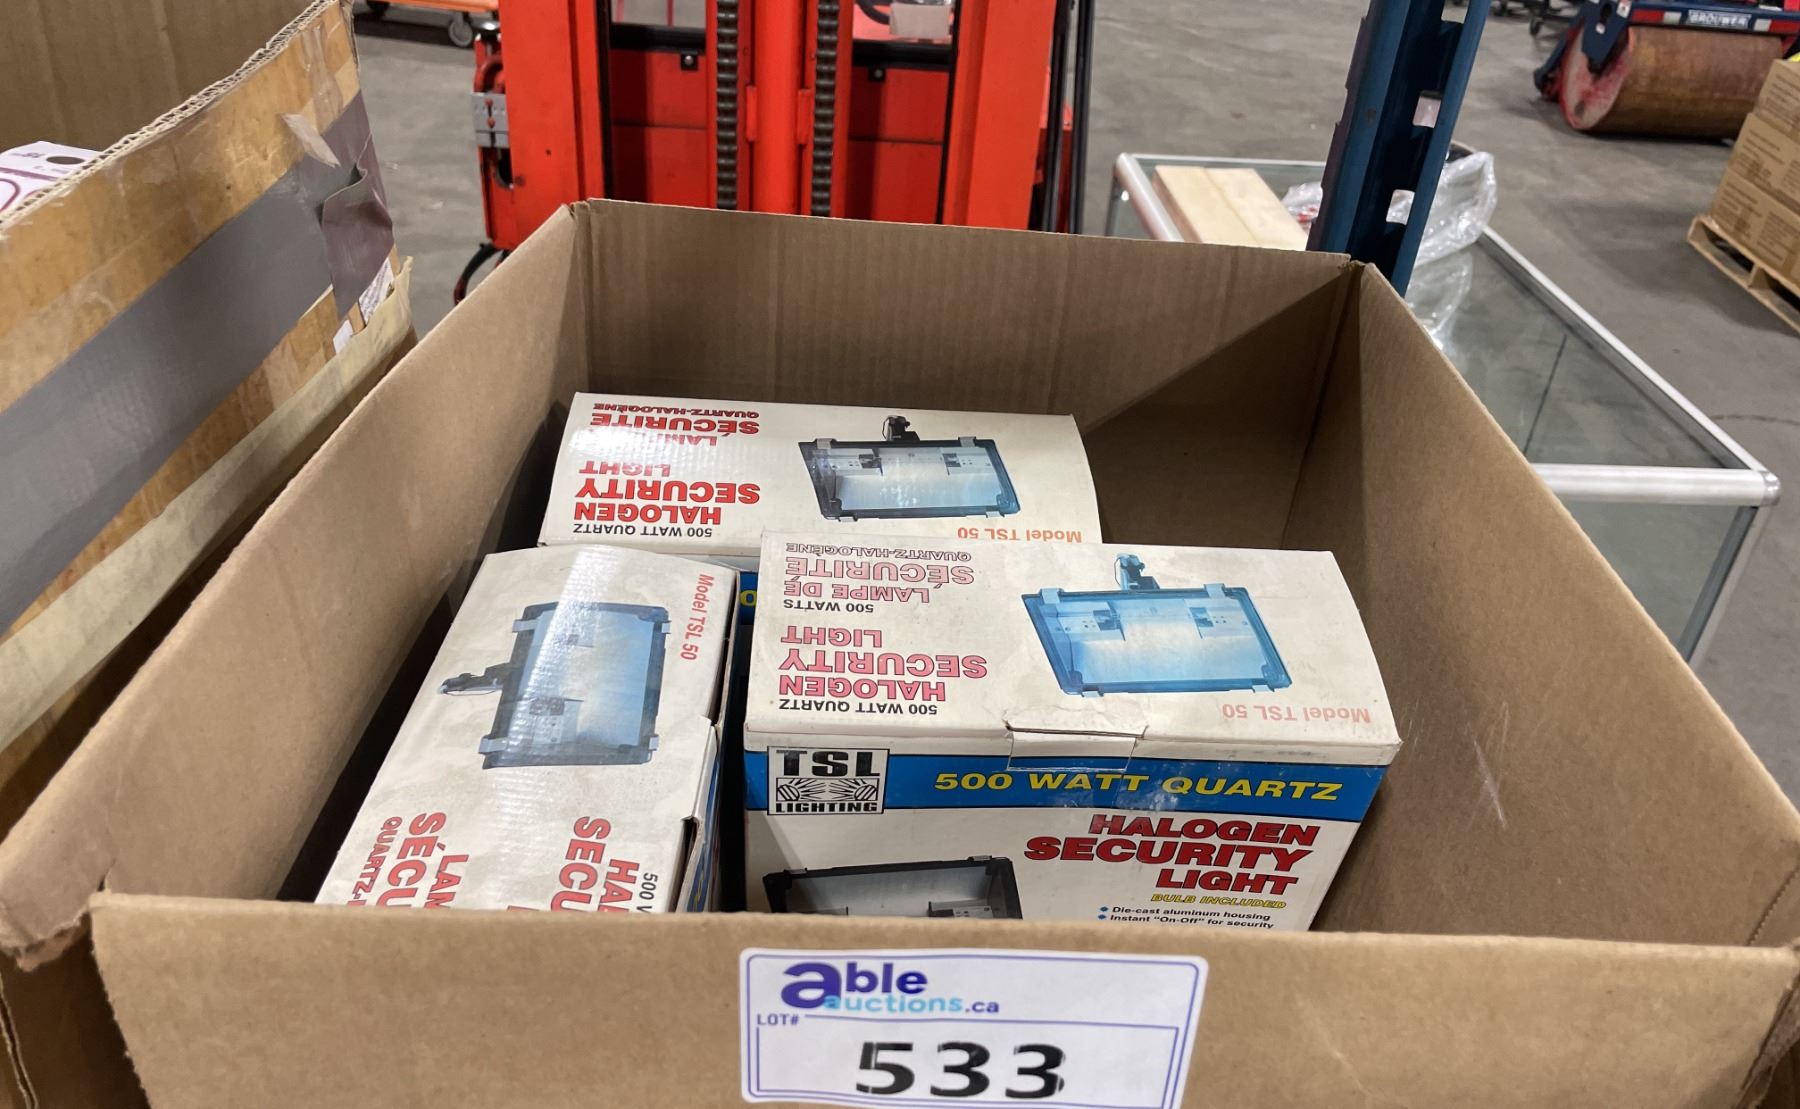 BROUWER
500 WATT QUARTZ
HALOGEN
SECURITY
LIGHT
SÉCURITÉ
QUARTZ-HALOGÈNE
Model TSL 50
500 WATT QUARTZ
HALOGEN
SECURITY
LIGHT
500 WATTS
LAMPE DE
SÉCURITÉ
QUARTZ-HALOGÈNE
Model TSL 50
Model TSL 50
TSL
LIGHTING
500 WATT QUARTZ
HALOGEN
SECURITY
LIGHT
BULB INCLUDED
Die-cast aluminum housing
Instant "On-Off" for security
able
auctions.ca
LOT#
533